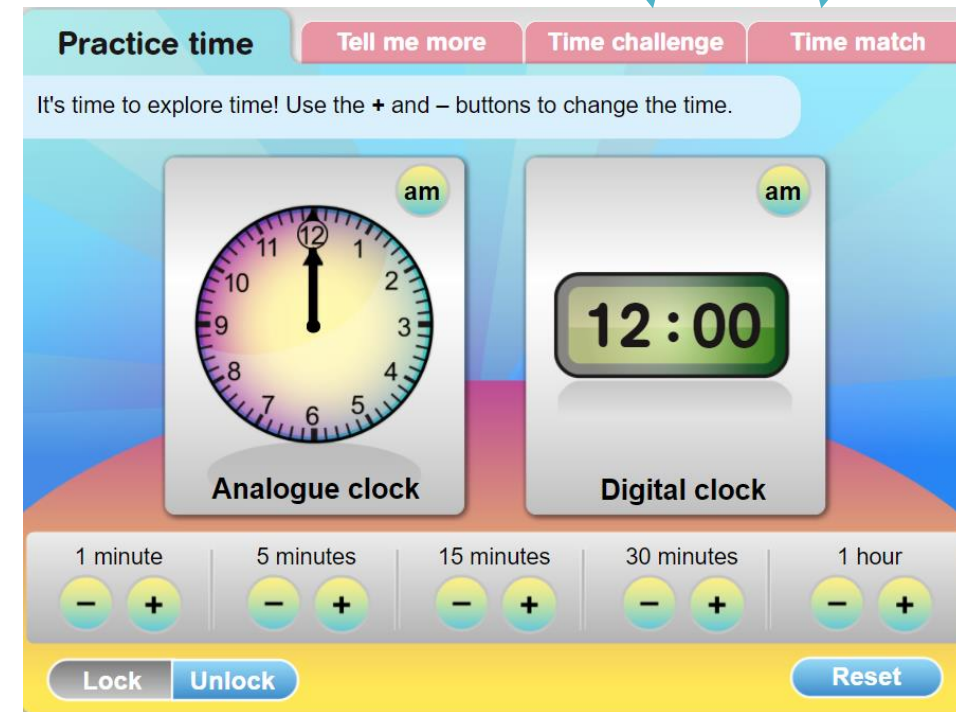 Practice time
Tell me more
Time challenge
Time match
It's time to explore time! Use the + and – buttons to change the time.
am
12
11
1
10
2
9
3
8
4
7
6
5
Analogue clock
am
12:00
Digital clock
1 minute
5 minutes
15 minutes
30 minutes
1 hour
– + – + – + – + – +
Lock
Unlock
Reset